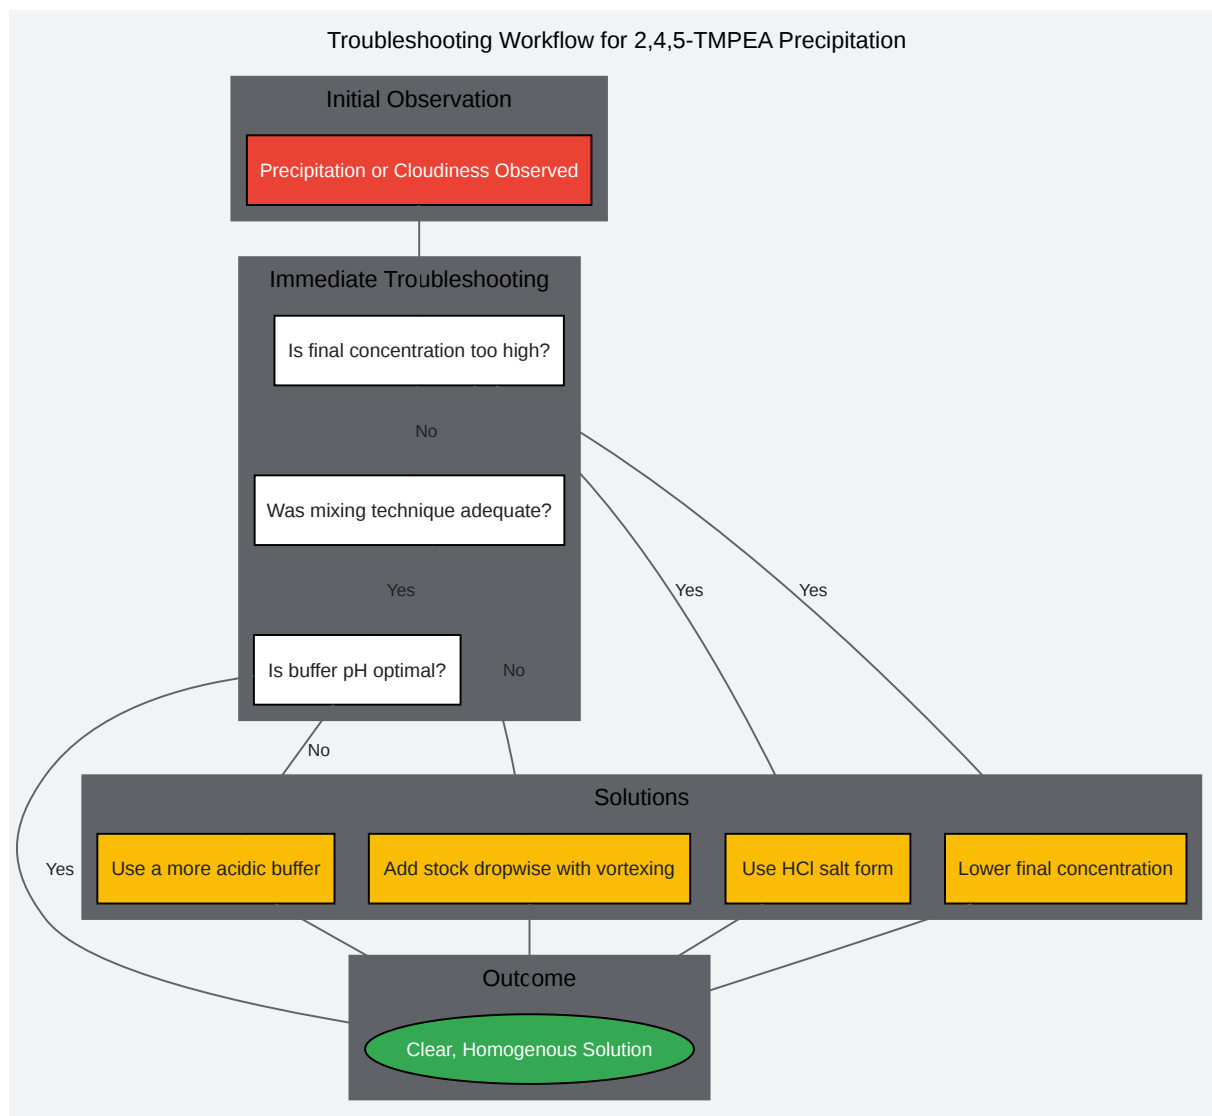 Troubleshooting Workflow for 2,4,5-TMPEA Precipitation
Initial Observation
Precipitation or Cloudiness Observed
Immediate Troubleshooting
Is final concentration too high?
No
Was mixing technique adequate?
Yes
Yes
Yes
Is buffer pH optimal?
No
No
Solutions
Yes
Use a more acidic buffer
Add stock dropwise with vortexing
Use HCl salt form
Lower final concentration
Outcome
Clear, Homogenous Solution